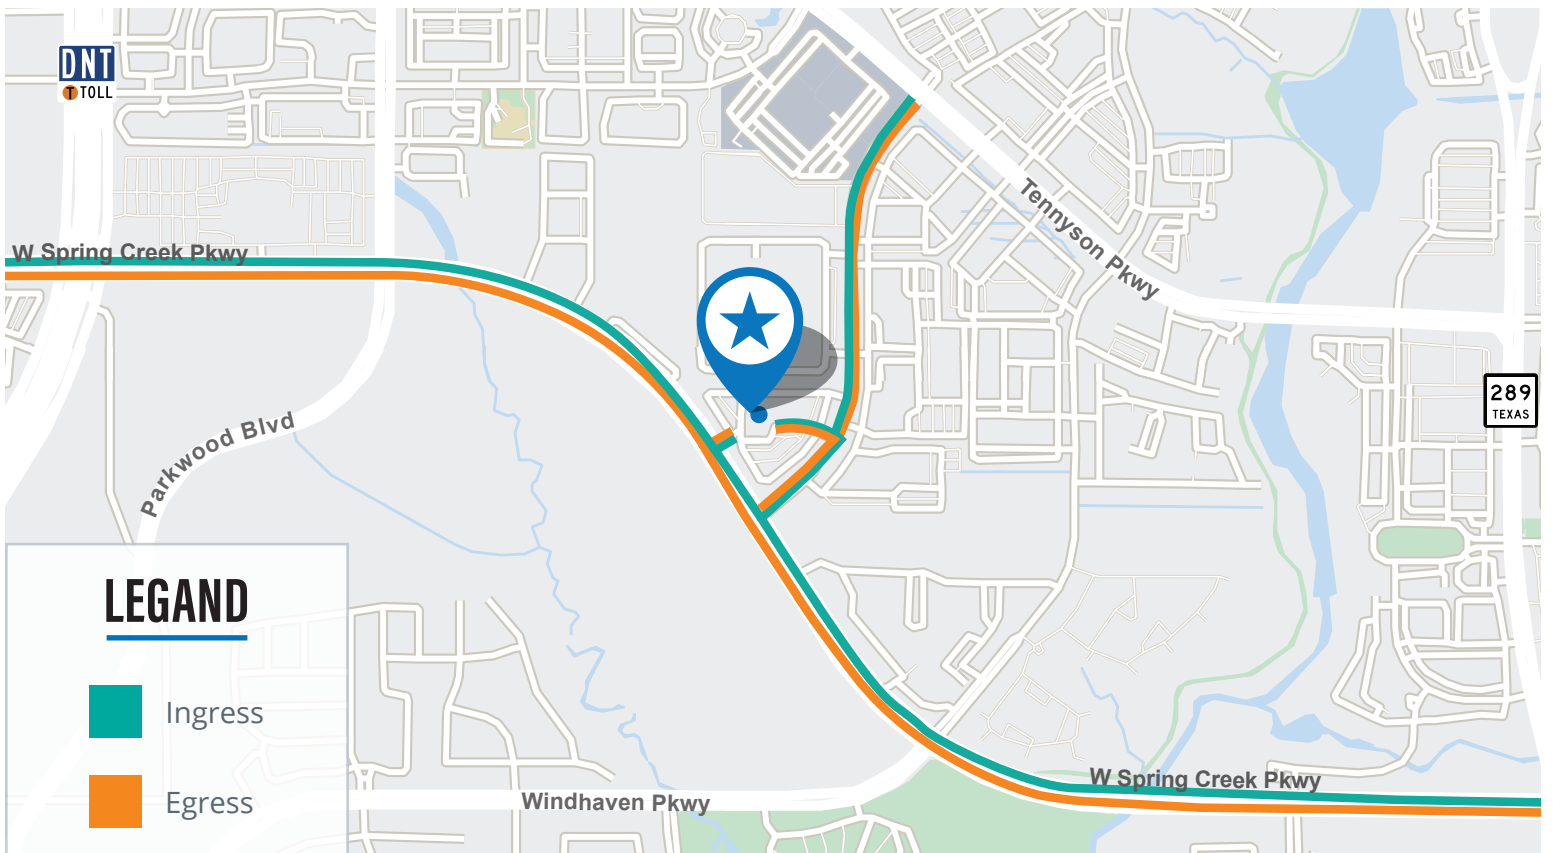 DNT
T TOLL
W Spring Creek Pkwy
Tennyson Pkwy
289
TEXAS
Parkwood Blvd
LEGAND
Ingress
Egress
Windhaven Pkwy
W Spring Creek Pkwy